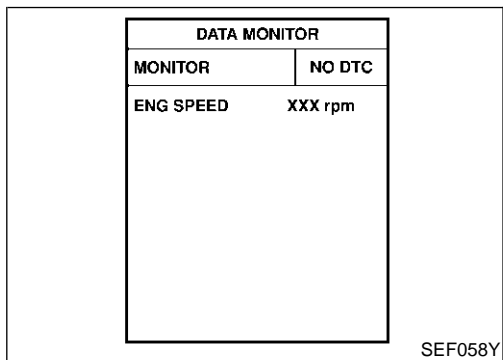 DATA MONITOR
MONITOR NO DTC
ENG SPEED XXX rpm
SEF058Y